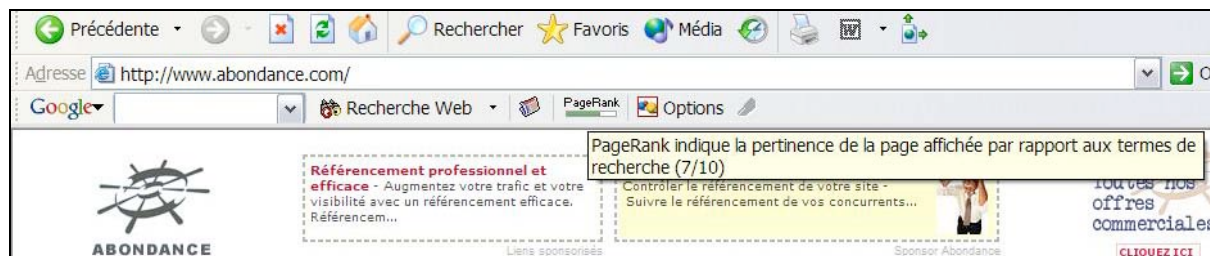 Précédente Rechercher Favoris Média
Adresse http://www.abondance.com/
Google Recherche Web PageRank Options
PageRank indique la pertinence de la page affichée par rapport aux termes de
recherche (7/10)
Référencement professionnel et
efficace - Augmentez votre trafic et votre
visibilité avec un référencement efficace.
Référencem...
Contrôler le référencement de votre site -
Suivre le référencement de vos concurrents...
Toutes nos
offres
commerciales
CLIQUEZ ICI
ABONDANCE
Liens sponsorisés
Sponsor Abondance